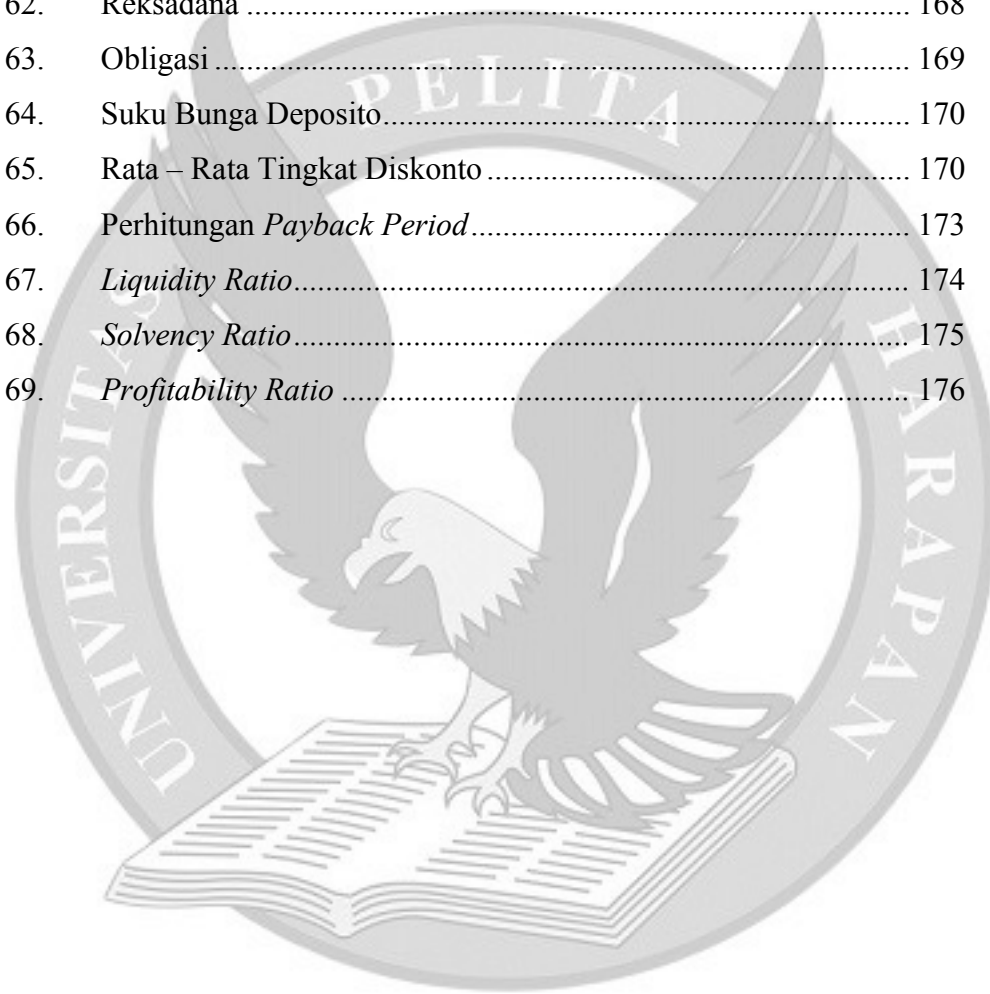 62. Reksadana ................................................................ 168
63. Obligasi ................................................................ 169
64. Suku Bunga Deposito ................................................................ 170
65. Rata – Rata Tingkat Diskonto ................................................................ 170
66. Perhitungan Payback Period ................................................................ 173
67. Liquidity Ratio ................................................................ 174
68. Solvency Ratio ................................................................ 175
69. Profitability Ratio ................................................................ 176
UNIVERSITAS PELITA HARAPAN